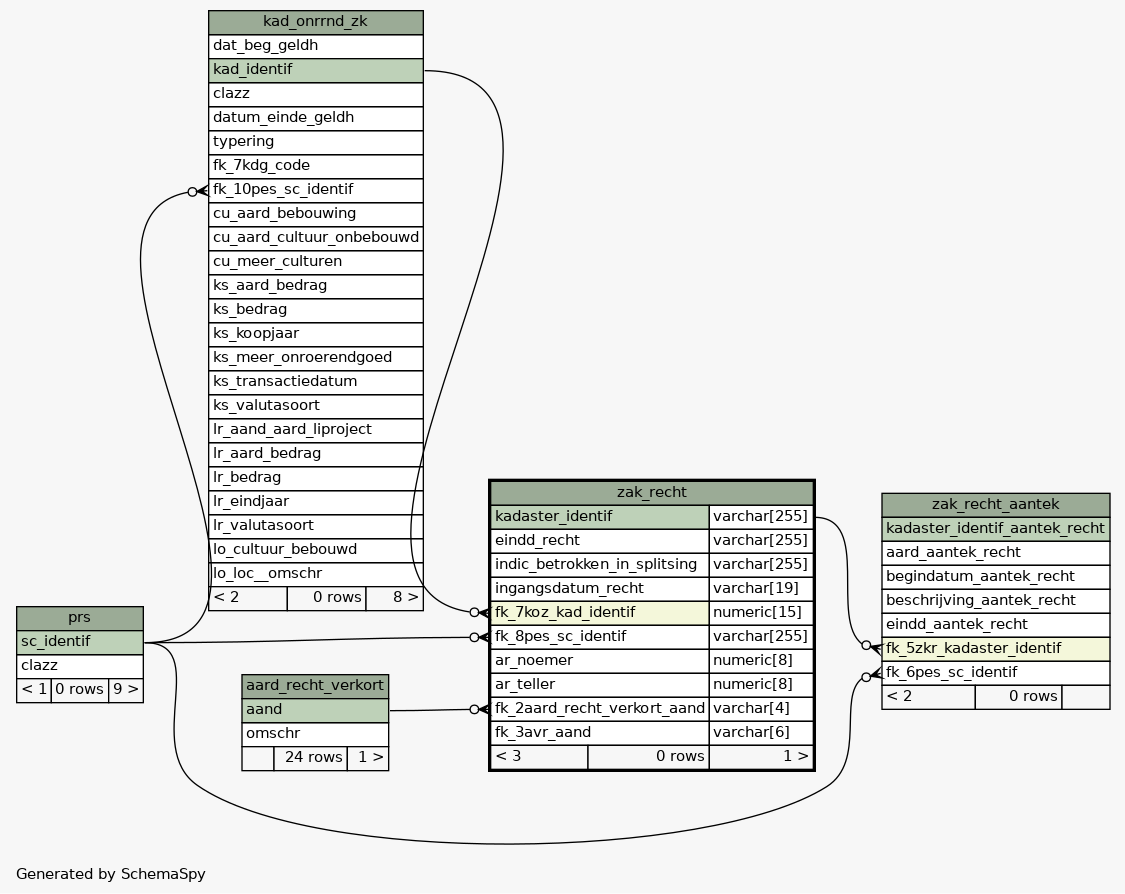 kad_onrrnd_zk
dat_beg_geldh
kad_identif
clazz
datum_einde_geldh
typering
fk_7kdg_code
fk_10pes_sc_identif
cu_aard_bebouwing
cu_aard_cultuur_onbebouwd
cu_meer_culturen
ks_aard_bedrag
ks_bedrag
ks_koopjaar
ks_meer_onroerendgoed
ks_transactiedatum
ks_valutasoort
lr_aand_aard_liproject
lr_aard_bedrag
lr_bedrag
lr_eindjaar
lr_valutasoort
lo_cultuur_bebouwd
lo_loc__omschr
< 2 0 rows 8 >
prs
sc_identif
clazz
< 1 0 rows 9 >
aard_recht_verkort
aand
omschr
24 rows 1 >
zak_recht
kadaster_identif varchar[255]
eindd_recht varchar[255]
indic_betrokken_in_splitsing varchar[255]
ingangsdatum_recht varchar[19]
fk_7koz_kad_identif numeric[15]
fk_8pes_sc_identif varchar[255]
ar_noemer numeric[8]
ar_teller numeric[8]
fk_2aard_recht_verkort_aand varchar[4]
fk_3avr_aand varchar[6]
< 3 0 rows 1 >
zak_recht_aantek
kadaster_identif_aantek_recht
aard_aantek_recht
begindatum_aantek_recht
beschrijving_aantek_recht
eindd_aantek_recht
fk_5zkr_kadaster_identif
fk_6pes_sc_identif
< 2 0 rows
Generated by SchemaSpy